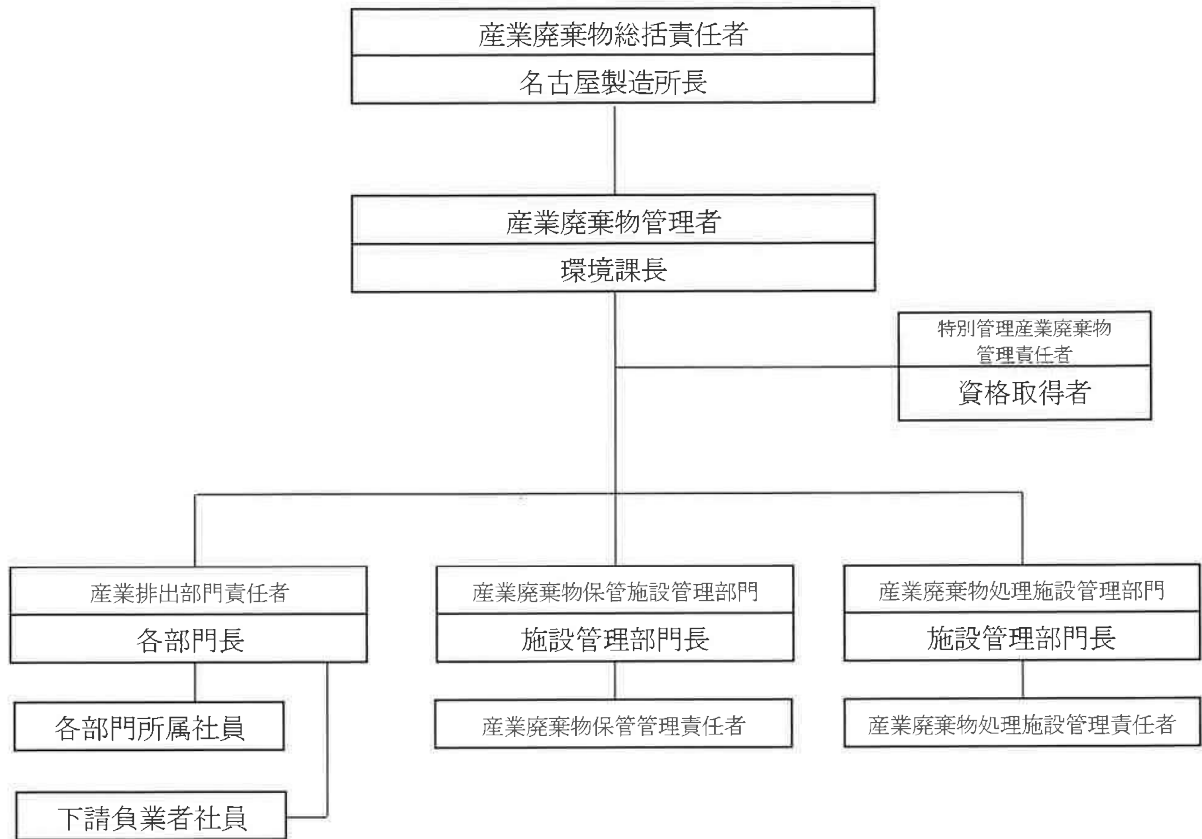 産業廃棄物総括責任者
名古屋製造所長
産業廃棄物管理者
環境課長
特別管理産業廃棄物
管理責任者
資格取得者
産業排出部門責任者
各部門長
各部門所属社員
下請負業者社員
産業廃棄物保管施設管理部門
施設管理部門長
産業廃棄物保管管理責任者
産業廃棄物処理施設管理部門
施設管理部門長
産業廃棄物処理施設管理責任者